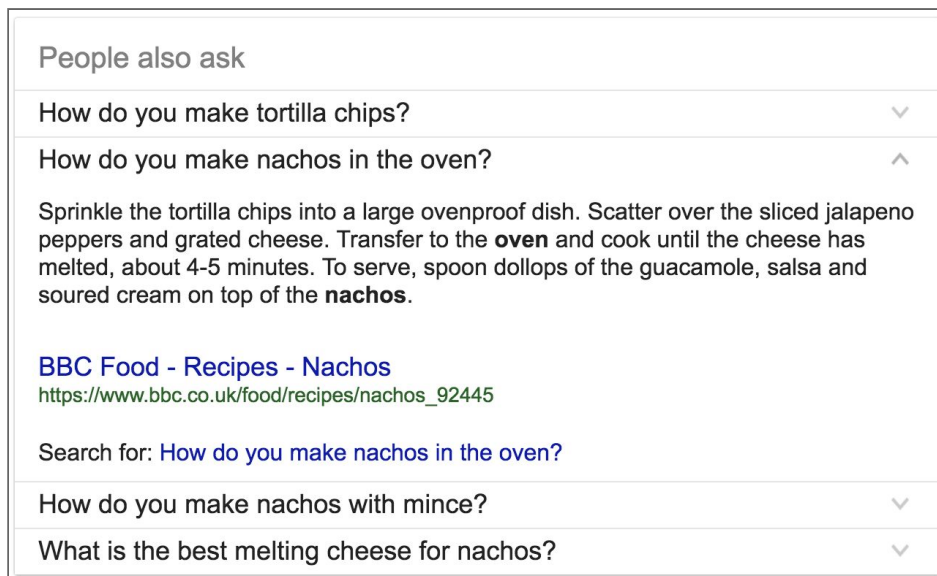 People also ask
How do you make tortilla chips?
How do you make nachos in the oven?
Sprinkle the tortilla chips into a large ovenproof dish. Scatter over the sliced jalapeno
peppers and grated cheese. Transfer to the oven and cook until the cheese has
melted, about 4-5 minutes. To serve, spoon dollops of the guacamole, salsa and
soured cream on top of the nachos.
BBC Food - Recipes - Nachos
https://www.bbc.co.uk/food/recipes/nachos_92445
Search for: How do you make nachos in the oven?
How do you make nachos with mince?
What is the best melting cheese for nachos?